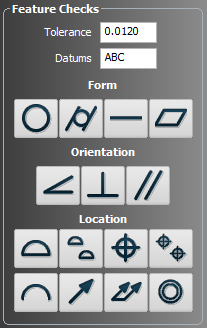 Feature Checks
Tolerance 0.0120
Datums ABC
Form
Orientation
Location